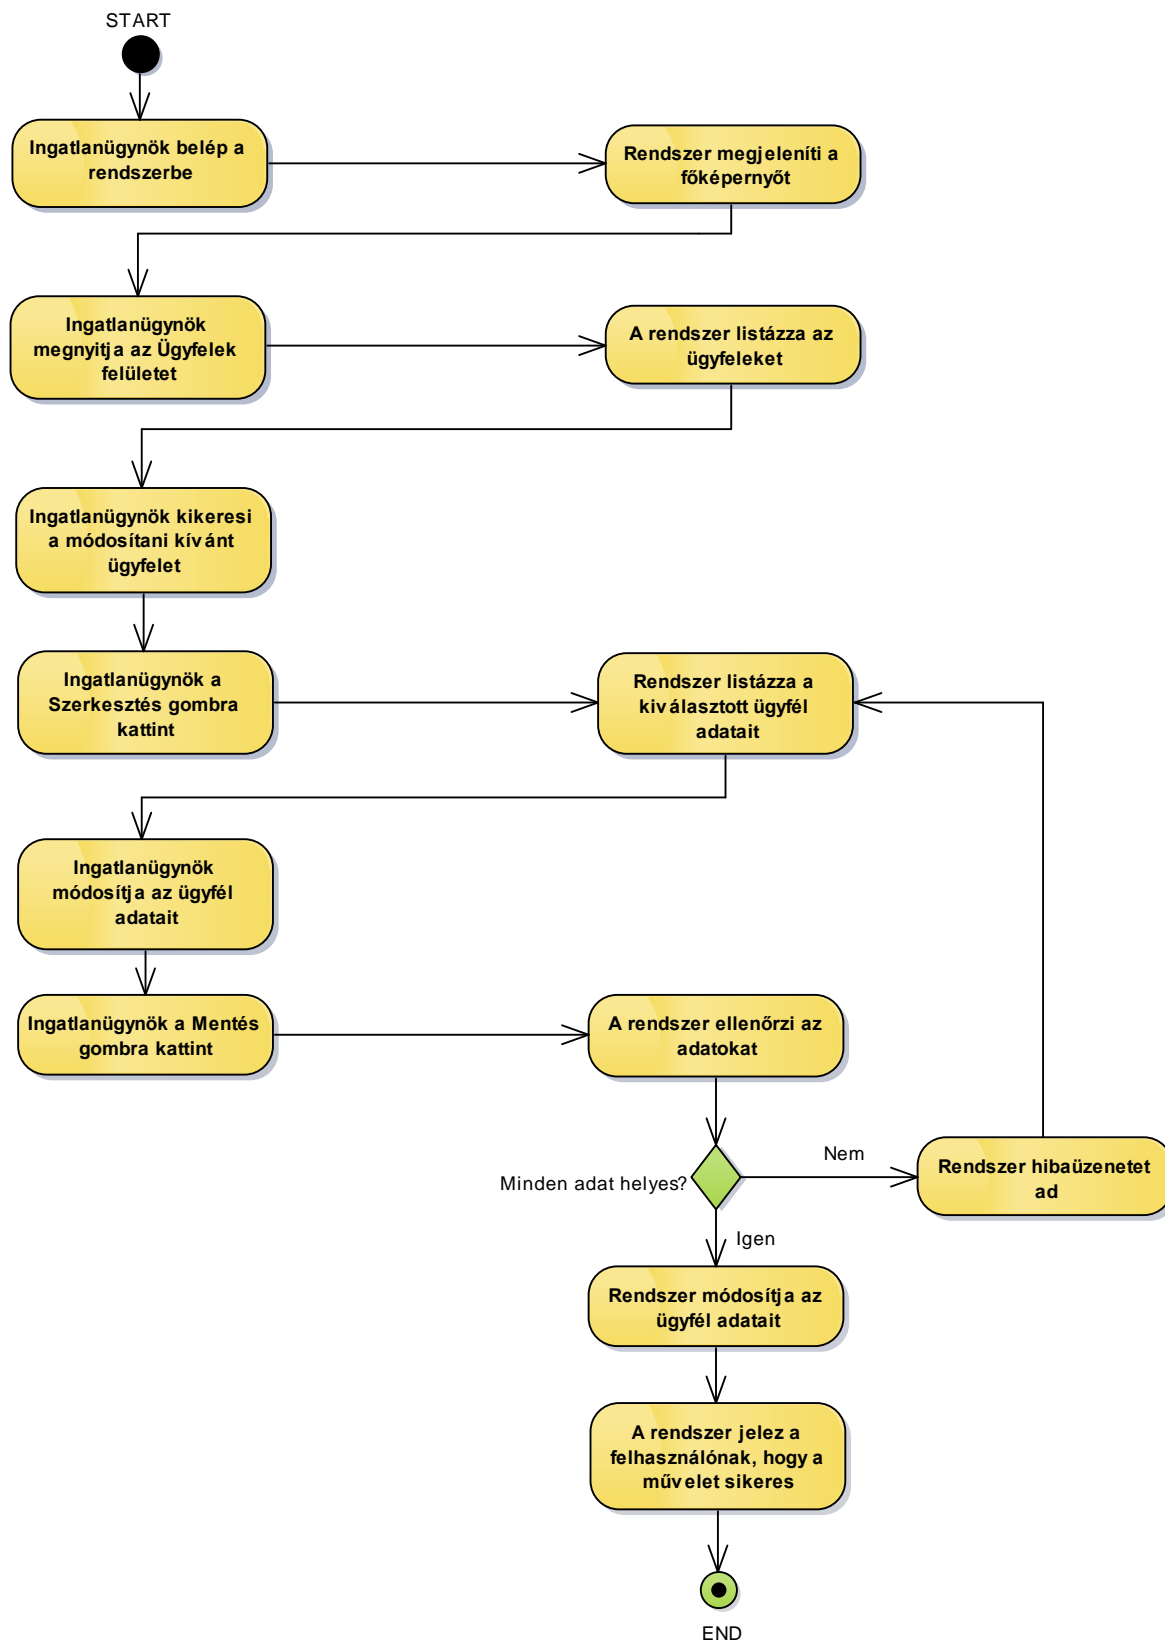 START
Ingatlanügynök belép a
rendszerbe
Rendszer megjeleníti a
főképernyőt
Ingatlanügynök
megnyitja az Ügyfelek
felületet
A rendszer listázza az
ügyfeleket
Ingatlanügynök kikeresi
a módosítani kívánt
ügyfelet
Ingatlanügynök a
Szerkesztés gombra
kattint
Rendszer listázza a
kiválasztott ügyfél
adatait
Ingatlanügynök
módosítja az ügyfél
adatait
Ingatlanügynök a Mentés
gombra kattint
A rendszer ellenőrzi az
adatokat
Minden adat helyes?
Nem
Rendszer hibaüzenetet
ad
Igen
Rendszer módosítja az
ügyfél adatait
A rendszer jelez a
felhasználónak, hogy a
művelet sikeres
END